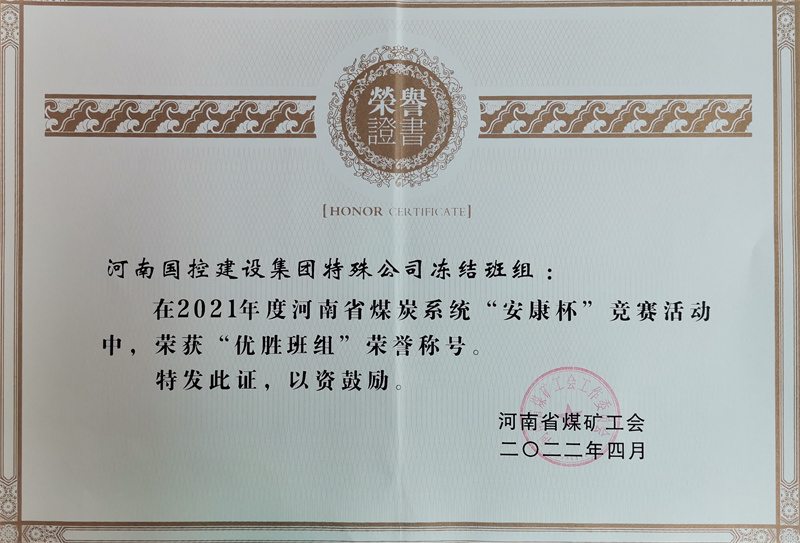 榮譽
證書
[HONOR CERTIFICATE]
河南国控建设集团特殊公司冻结班组：
在2021年度河南省煤炭系统“安康杯”竞赛活动
中，荣获“优胜班组”荣誉称号。
特发此证，以资鼓励。
河南省煤矿工会
二〇二二年四月